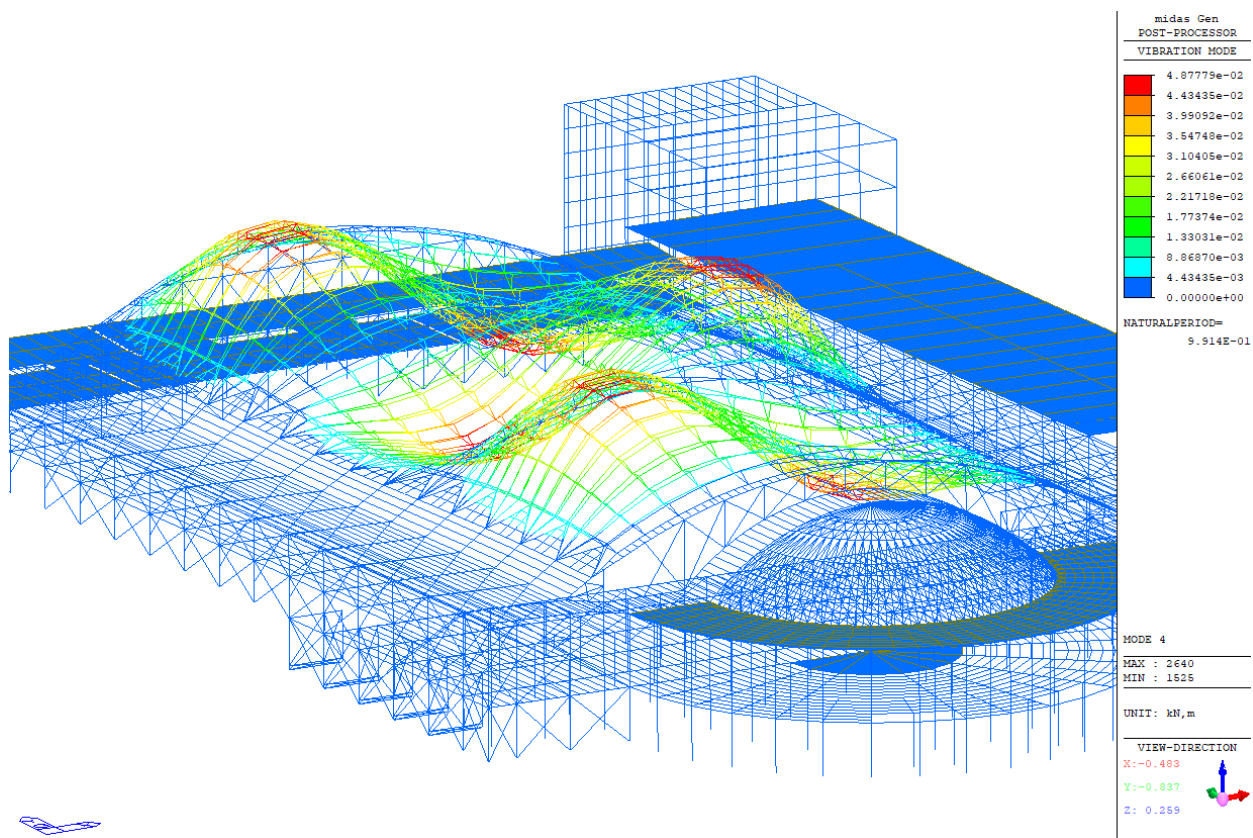 midas Gen
POST-PROCESSOR
VIBRATION MODE
4.87779e-02
4.43435e-02
3.99092e-02
3.54748e-02
3.10405e-02
2.66061e-02
2.21718e-02
1.77374e-02
1.33031e-02
8.86870e-03
4.43435e-03
0.00000e+00
NATURALPERIOD=
9.914E-01
MODE 4
MAX : 2640
MIN : 1525
UNIT: kN,m
VIEW-DIRECTION
X:-0.483
Y:-0.837
Z: 0.259